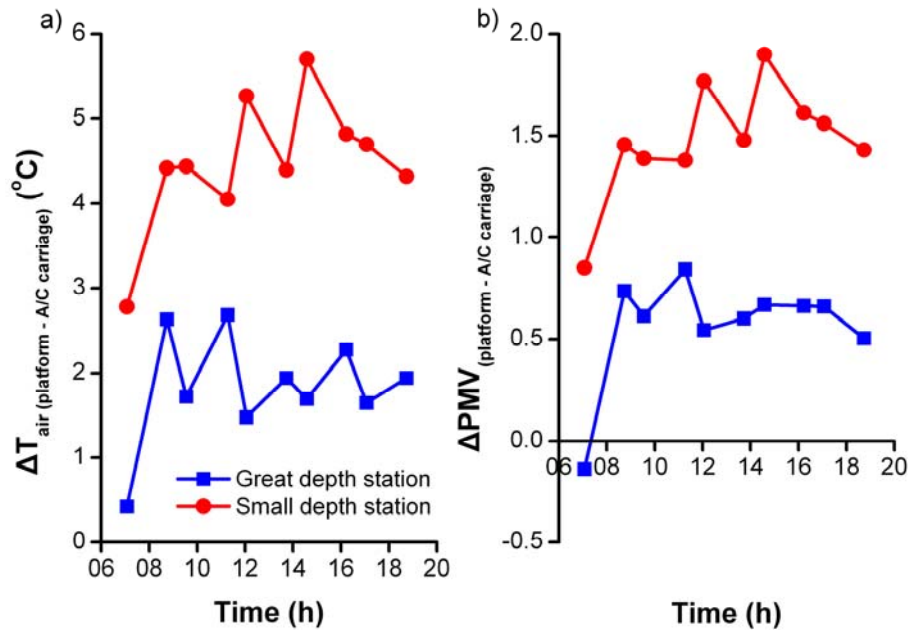 a)
ΔT air (platform - A/C carriage) (°C)
6
5
4
3
2
1
0
Great depth station
Small depth station
06 08 10 12 14 16 18 20
Time (h)
b)
ΔPMV (platform - A/C carriage)
2.0
1.5
1.0
0.5
0.0
-0.5
06 08 10 12 14 16 18 20
Time (h)